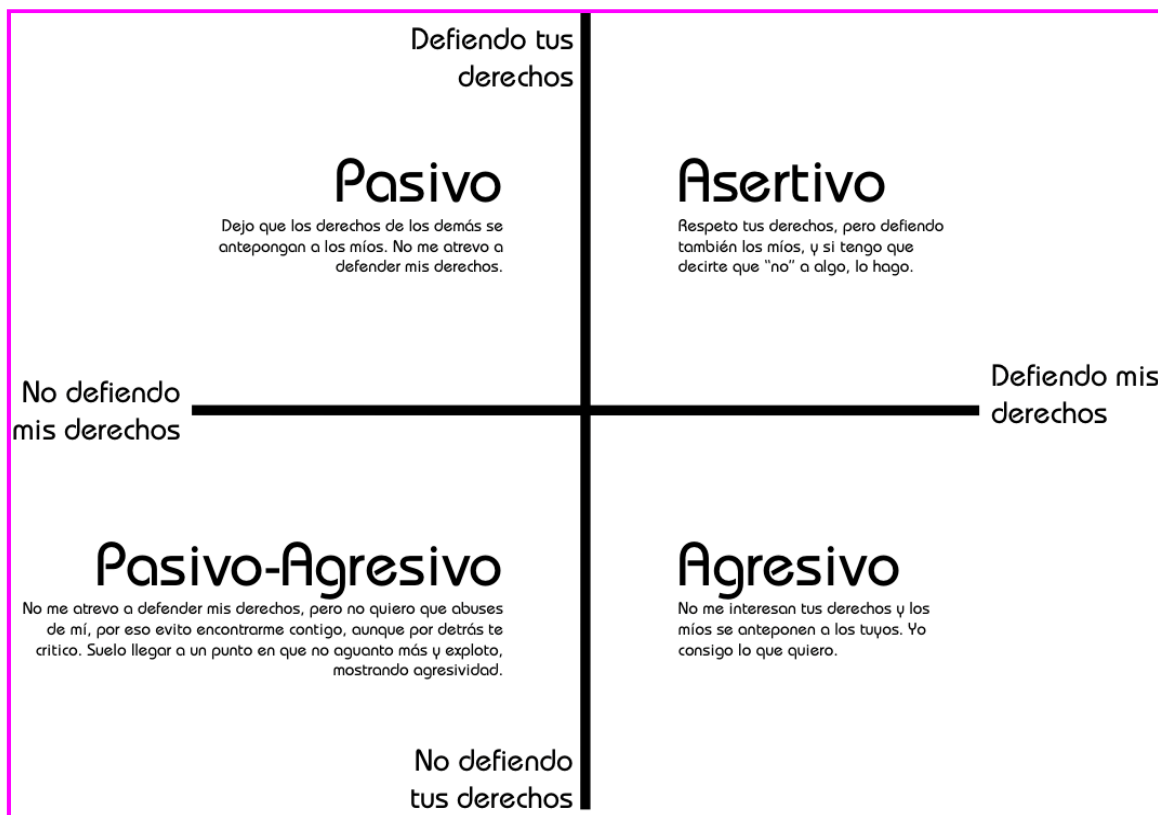 Defiendo tus
derechos
Pasivo
Dejo que los derechos de los demás se
antepongan a los míos. No me atrevo a
defender mis derechos.
Asertivo
Respeto tus derechos, pero defiendo
también los míos, y si tengo que
decirte que “no” a algo, lo hago.
No defiendo
mis derechos
Defiendo mis
derechos
Pasivo-Agresivo
No me atrevo a defender mis derechos, pero no quiero que abuses
de mí, por eso evito encontrarme contigo, aunque por detrás te
critico. Suelo llegar a un punto en que no aguanto más y exploto,
mostrando agresividad.
Agresivo
No me interesan tus derechos y los
míos se anteponen a los tuyos. Yo
consigo lo que quiero.
No defiendo
tus derechos